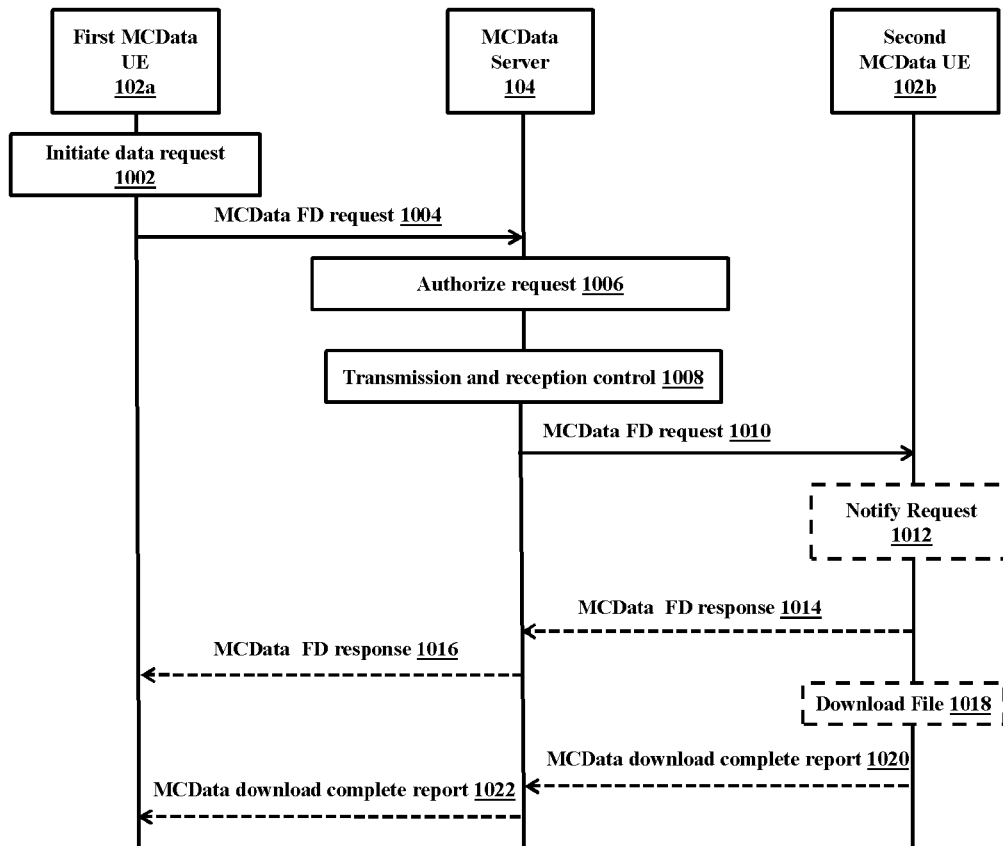 First MCData
UE
102a
MCData
Server
104
Second
MCData UE
102b
Initiate data request
1002
MCData FD request 1004
Authorize request 1006
Transmission and reception control 1008
MCData FD request 1010
Notify Request
1012
MCData FD response 1014
MCData FD response 1016
Download File 1018
MCData download complete report 1020
MCData download complete report 1022